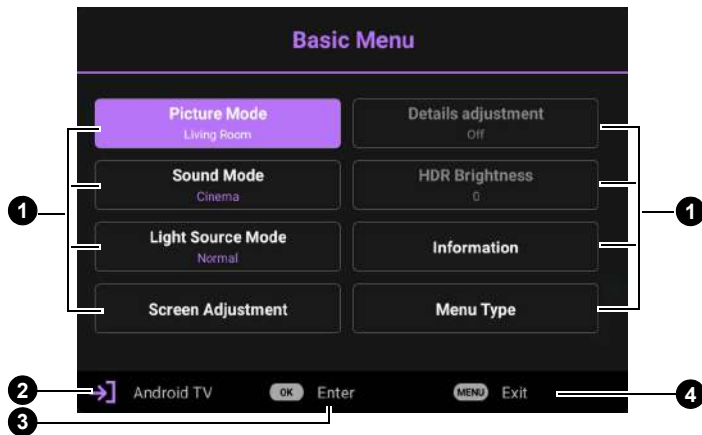 Basic Menu
Picture Mode
Living Room
Details adjustment
Off
Sound Mode
Cinema
HDR Brightness
0
1
1
Light Source Mode
Normal
Information
Screen Adjustment
Menu Type
2
Android TV
OK
Enter
MENU
Exit
4
3